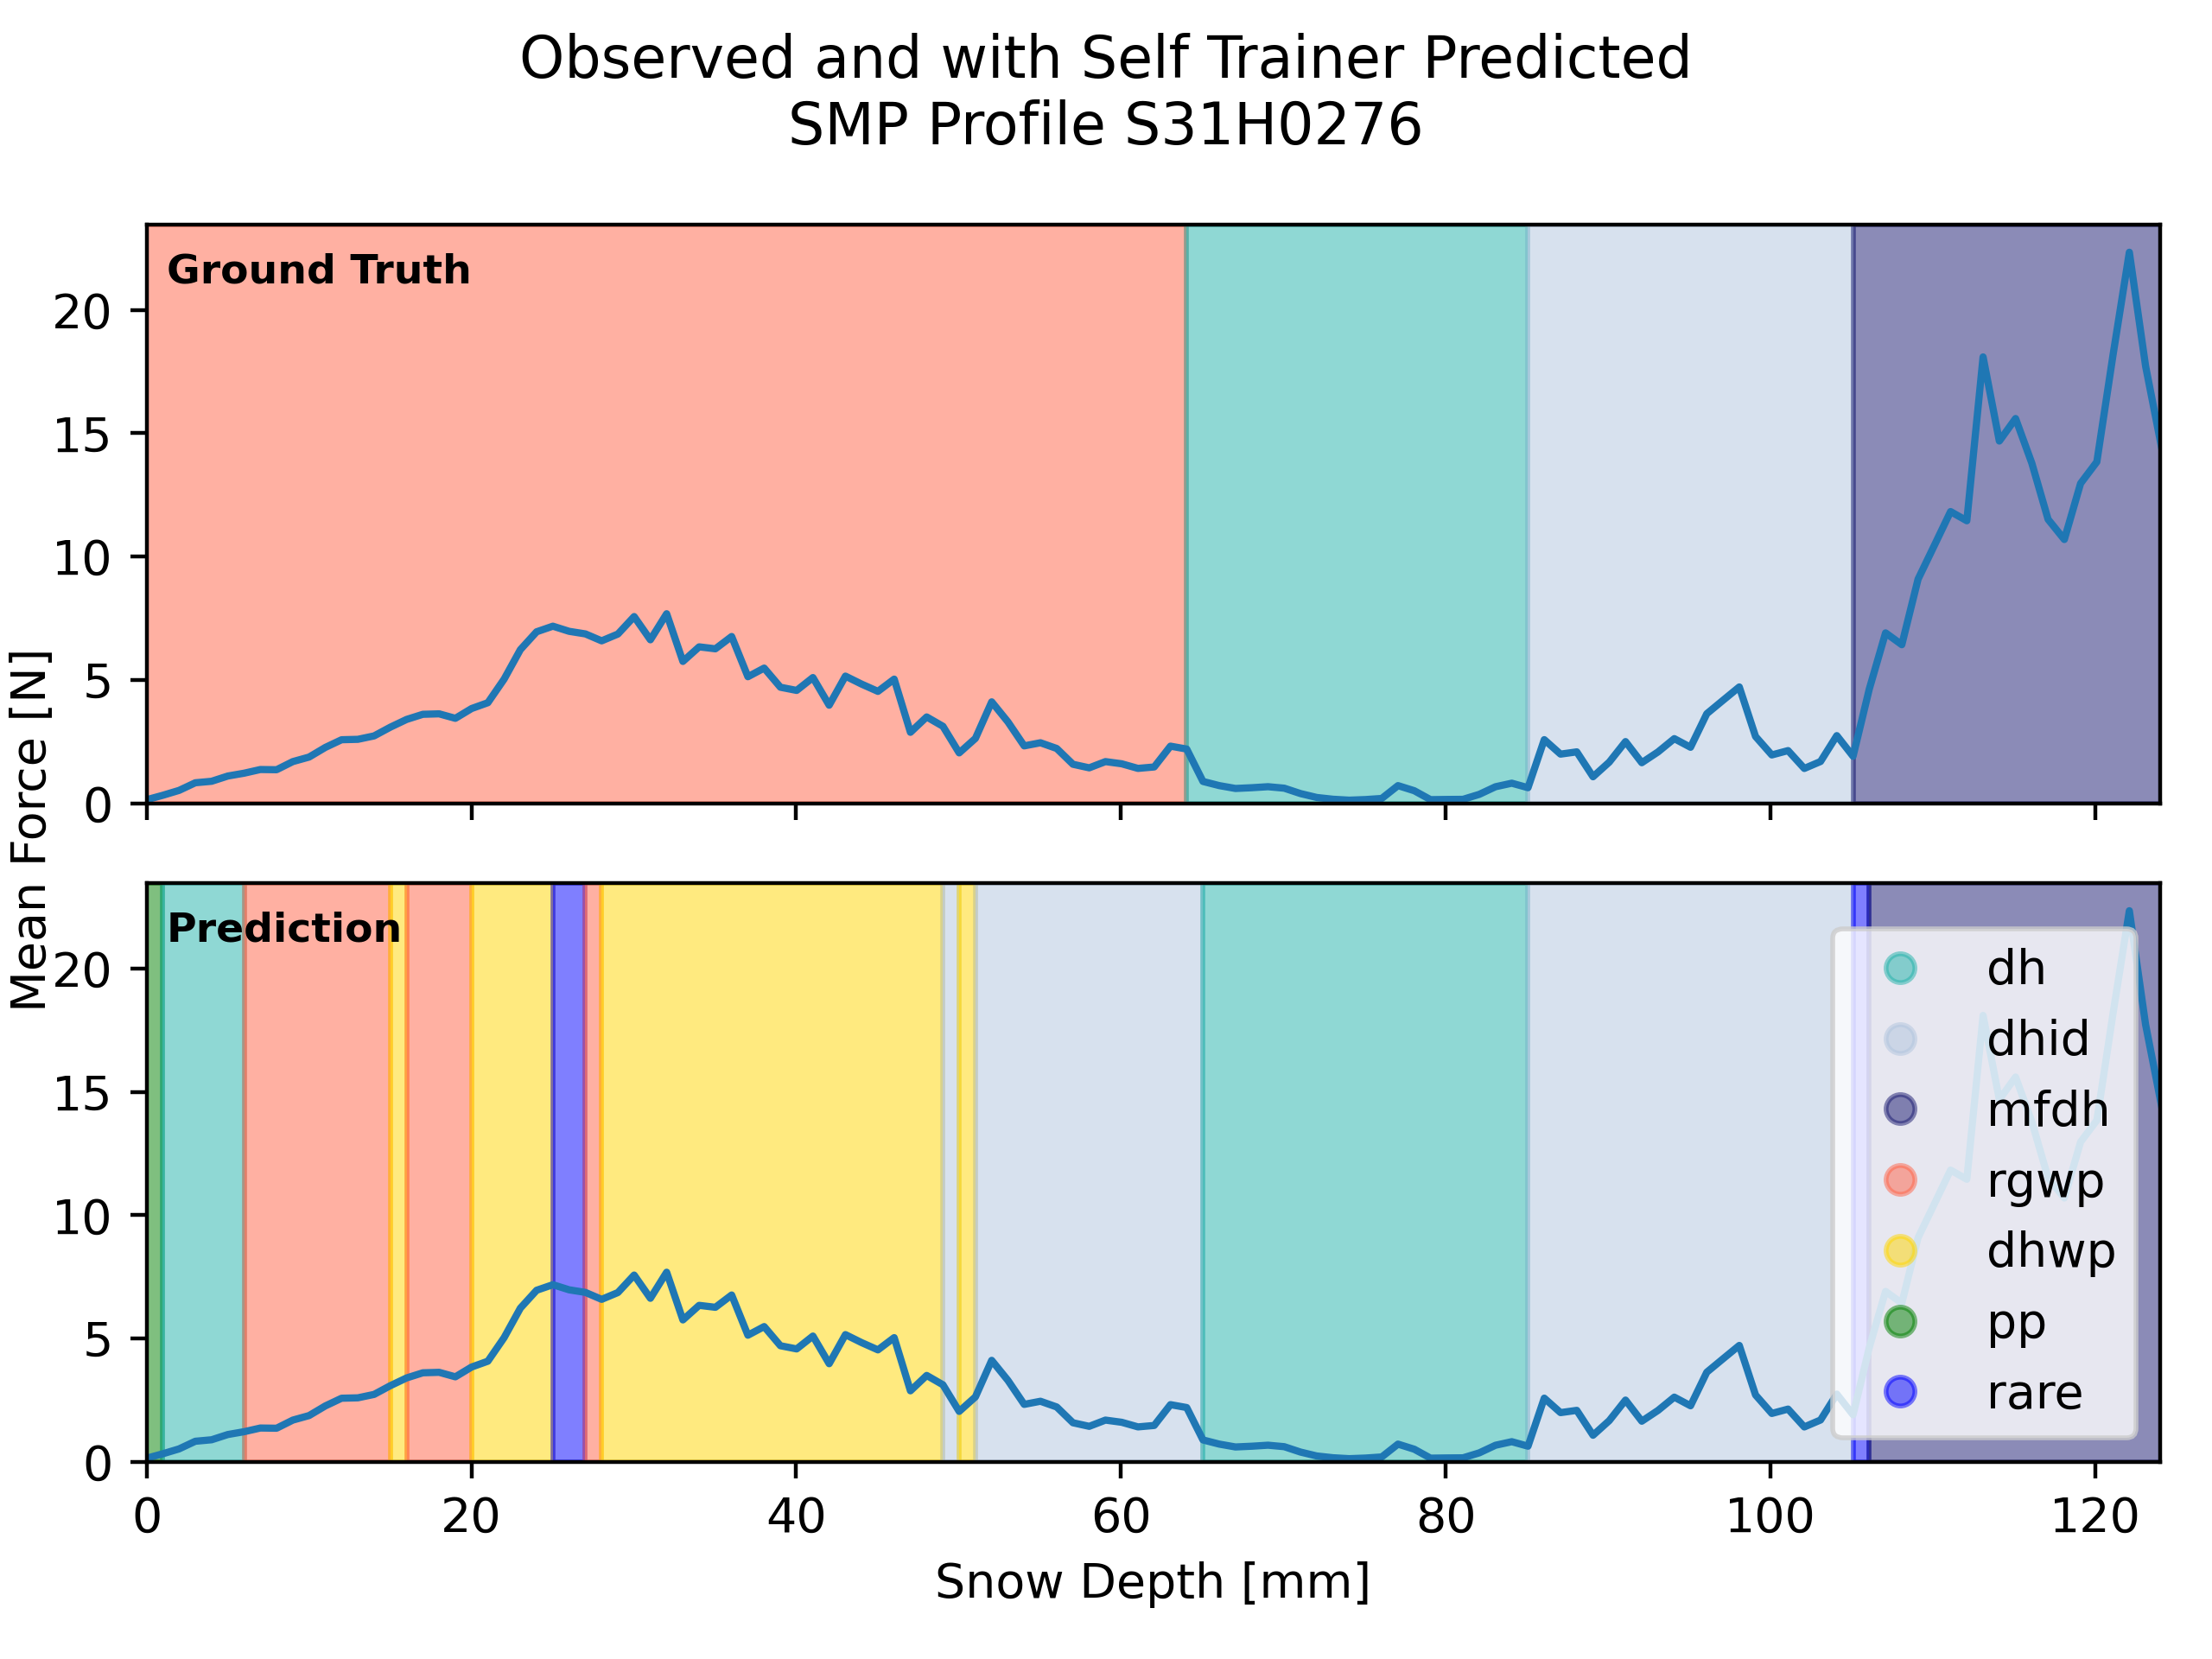 Observed and with Self Trainer Predicted
SMP Profile S31H0276
Ground Truth
20
15
10
5
0
Mean Force [N]
Prediction
20
15
10
5
0
dh
dhid
mfdh
rgwp
dhwp
pp
rare
0 20 40 60 80 100 120
Snow Depth [mm]